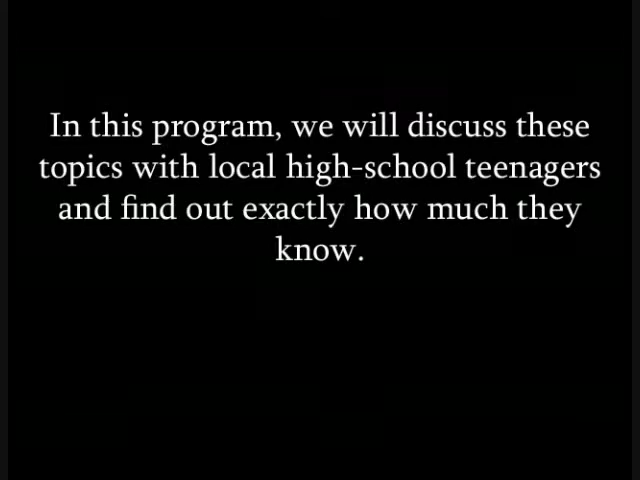 In this program, we will discuss these
topics with local high-school teenagers
and find out exactly how much they
know.